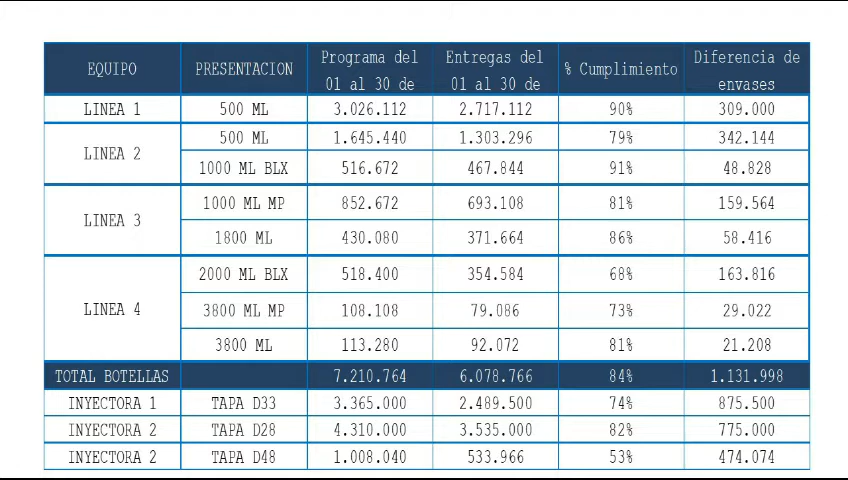 EQUIPO PRESENTACION Programa del 01 al 30 de Entregas del 01 al 30 de % Cumplimiento Diferencia de envases
LINEA 1 500 ML 3.026.112 2.717.112 90% 309.000
LINEA 2 500 ML 1.645.440 1.303.296 79% 342.144
1000 ML BLX 516.672 467.844 91% 48.828
LINEA 3 1000 ML MP 852.672 693.108 81% 159.564
1800 ML 430.080 371.664 86% 58.416
LINEA 4 2000 ML BLX 518.400 354.584 68% 163.816
3800 ML MP 108.108 79.086 73% 29.022
3800 ML 113.280 92.072 81% 21.208
TOTAL BOTELLAS 7.210.764 6.078.766 84% 1.131.998
INYECTORA 1 TAPA D33 3.365.000 2.489.500 74% 875.500
INYECTORA 2 TAPA D28 4.310.000 3.535.000 82% 775.000
INYECTORA 2 TAPA D48 1.008.040 533.966 53% 474.074